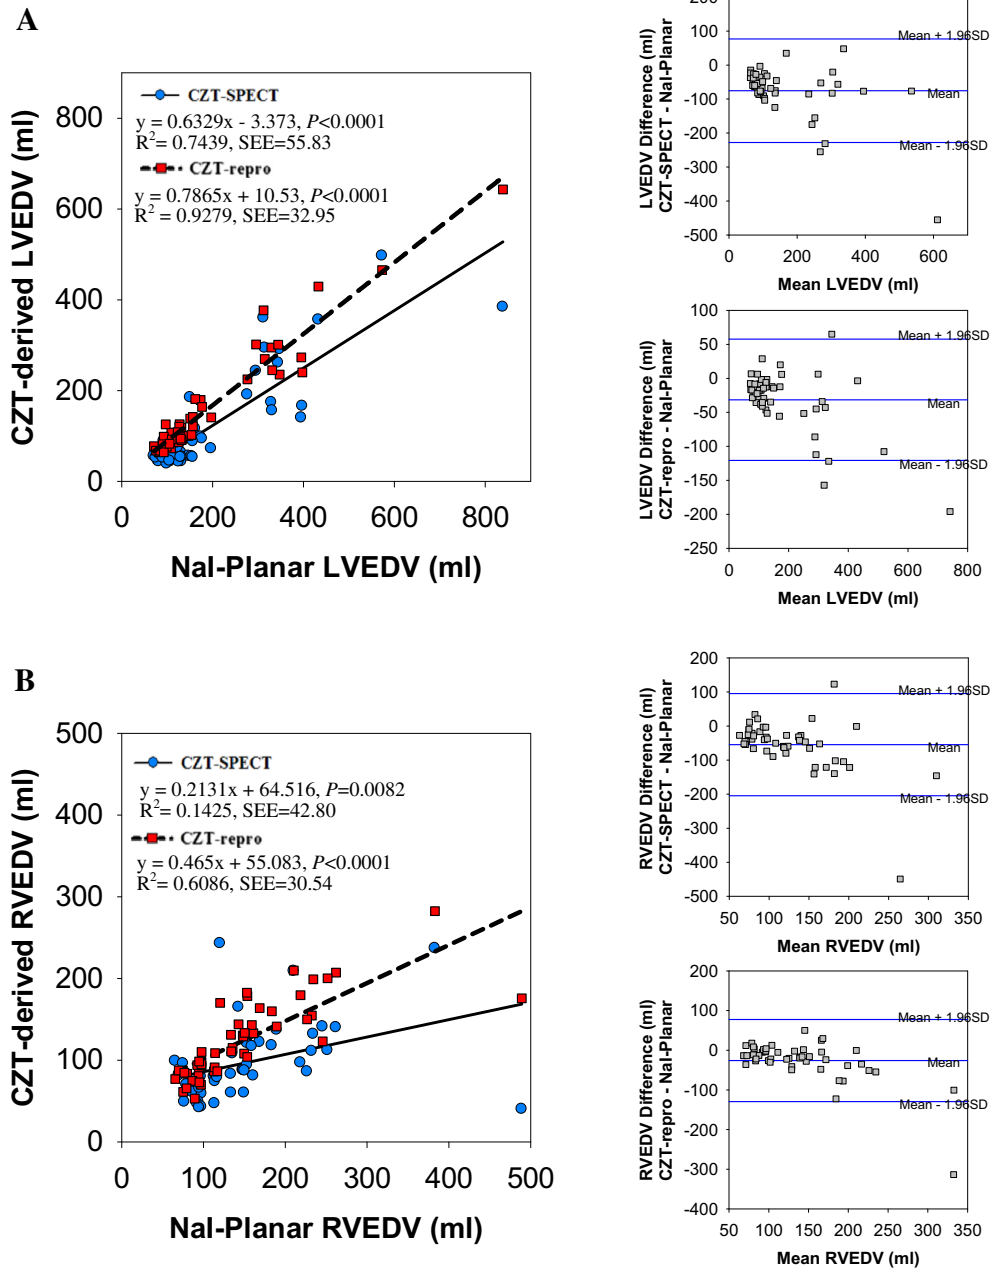 A
CZT-derived LVEDV (ml)
800
600
400
200
0
CZT-SPECT
y = 0.6329x - 3.373, P<0.0001
R2= 0.7439, SEE=55.83
CZT-repro
y = 0.7865x + 10.53, P<0.0001
R2 = 0.9279, SEE=32.95
0 200 400 600 800
NaI-Planar LVEDV (ml)
LVEDV Difference (ml)
CZT-SPECT - NaI-Planar
200
100
0
-100
-200
-300
-400
-500
Mean + 1.96SD
Mean
Mean - 1.96SD
0 200 400 600
Mean LVEDV (ml)
LVEDV Difference (ml)
CZT-repro - NaI-Planar
100
50
0
-50
-100
-150
-200
-250
Mean + 1.96SD
Mean
Mean - 1.96SD
0 200 400 600 800
Mean LVEDV (ml)
B
CZT-derived RVEDV (ml)
500
400
300
200
100
0
CZT-SPECT
y = 0.2131x + 64.516, P=0.0082
R2= 0.1425, SEE=42.80
CZT-repro
y = 0.465x + 55.083, P<0.0001
R2= 0.6086, SEE=30.54
0 100 200 300 400 500
NaI-Planar RVEDV (ml)
RVEDV Difference (ml)
CZT-SPECT - NaI-Planar
200
100
0
-100
-200
-300
-400
-500
Mean + 1.96SD
Mean
Mean - 1.96SD
50 100 150 200 250 300 350
Mean RVEDV (ml)
RVEDV Difference (ml)
CZT-repro - NaI-Planar
200
100
0
-100
-200
-300
-400
Mean + 1.96SD
Mean
Mean - 1.96SD
50 100 150 200 250 300 350
Mean RVEDV (ml)